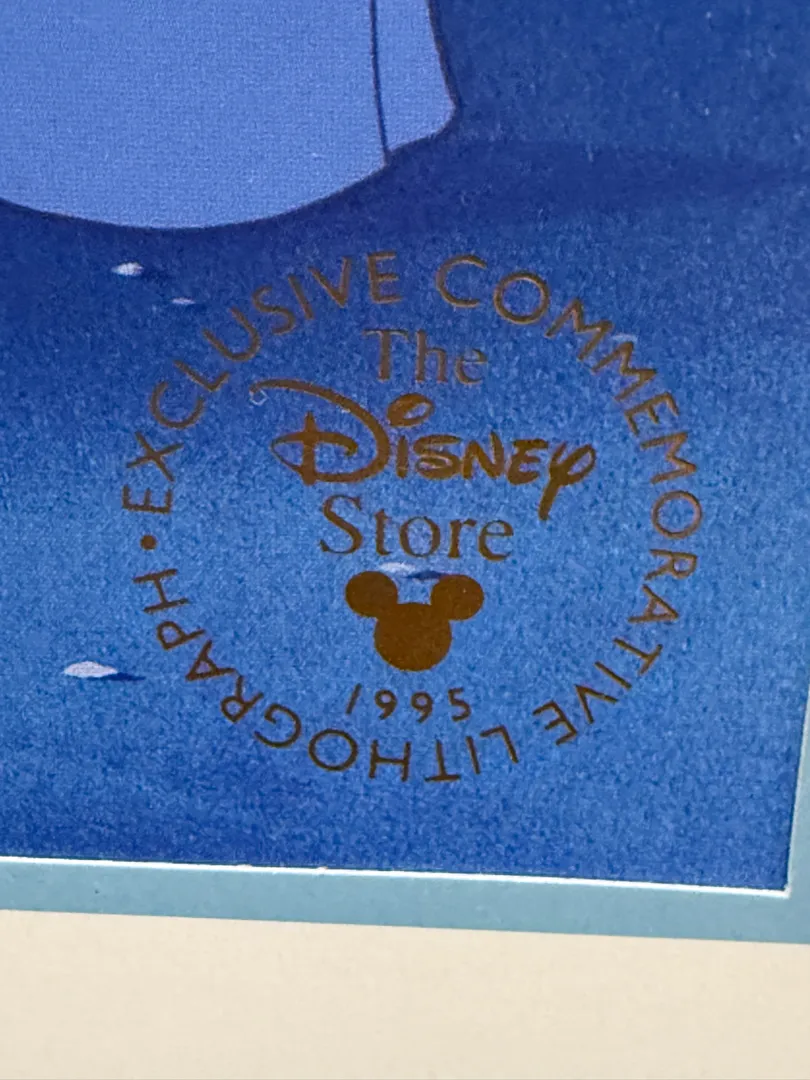 EXCLUSIVE COMMEMORATIVE LITHOGRAPH •
The
Disney
Store
1995